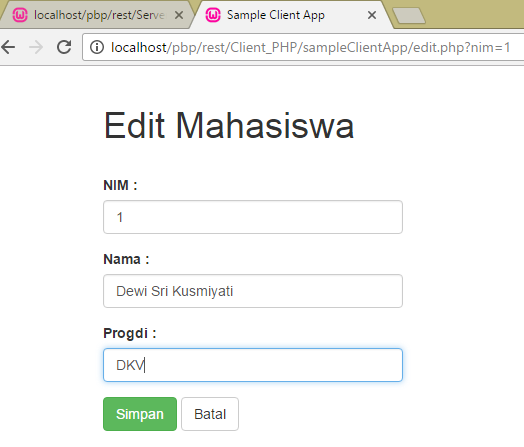 localhost/pbp/rest/Serve
Sample Client App
localhost/pbp/rest/Client_PHP/sampleClientApp/edit.php?nim=1
Edit Mahasiswa
NIM :
1
Nama :
Dewi Sri Kusmiyati
Progdi :
DKV
Simpan Batal